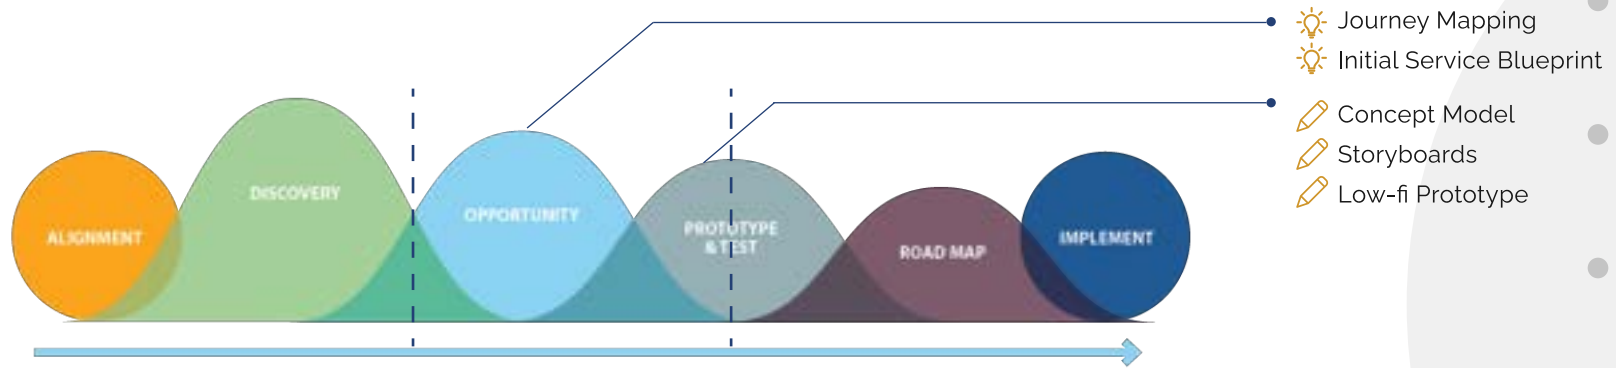 Journey Mapping
Initial Service Blueprint
Concept Model
Storyboards
Low-fi Prototype
ALIGNMENT
DISCOVERY
OPPORTUNITY
PROTOTYPE
& TEST
ROAD MAP
IMPLEMENT